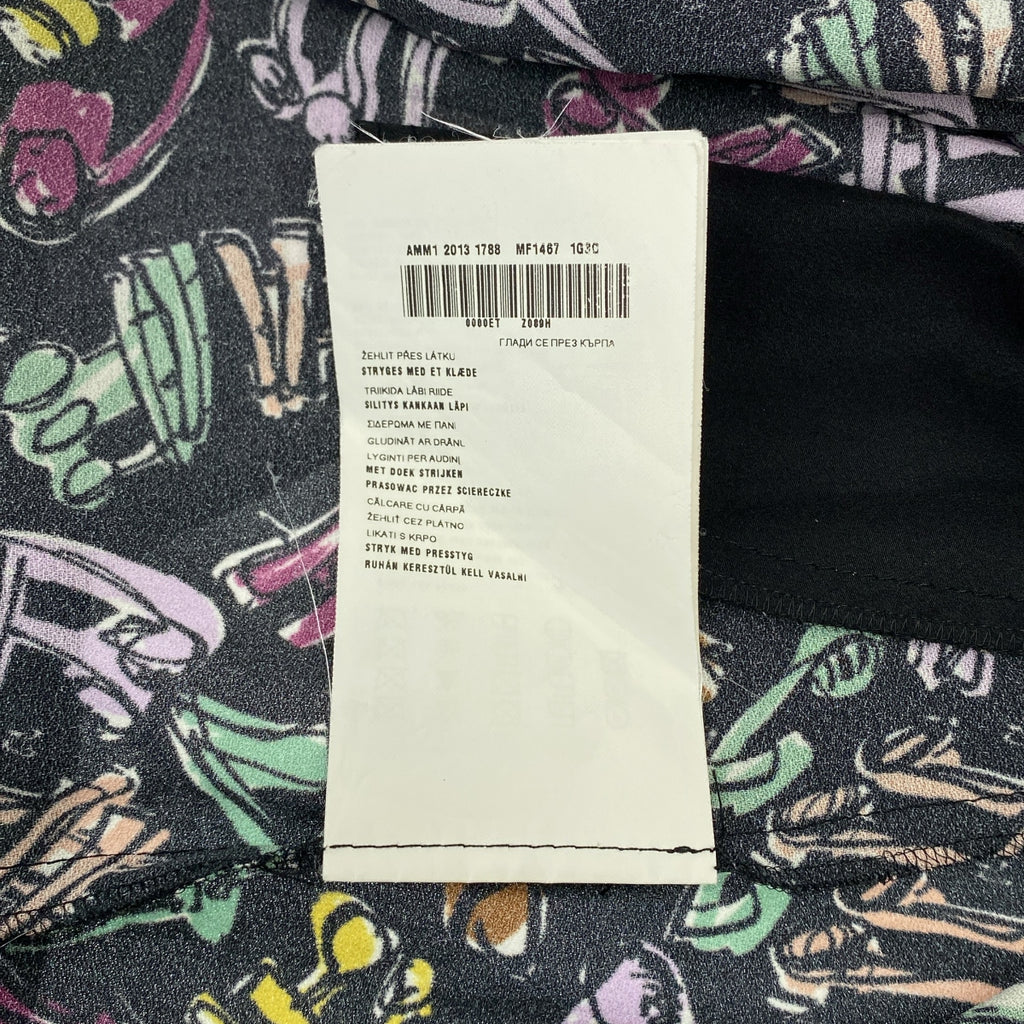 AMM1 2013 1788 MF1467 1G3C
0000ET Z089H
ГЛАДИ СЕ ПРЕЗ КЪРПА
ŽEHLIT PŘES LÁTKU
STRYGES MED ET KLÆDE
TRIIKIDA LÄBI RIIDE
SILITYS KANKAAN LÄPI
ΣΙΔΕΡΩΜΑ ΜΕ ΠΑΝΙ
GLUDINĀT AR DRĀNU
LYGINTI PER AUDINĮ
MET DOEK STRIJKEN
PRASOWAC PRZEZ SCIERECZKE
CĂLCARE CU CÂRPĂ
ŽEHLIŤ CEZ PLÁTNO
LIKATI S KRPO
STRYK MED PRESSTYG
RUHÁN KERESZTÜL KELL VASALNI